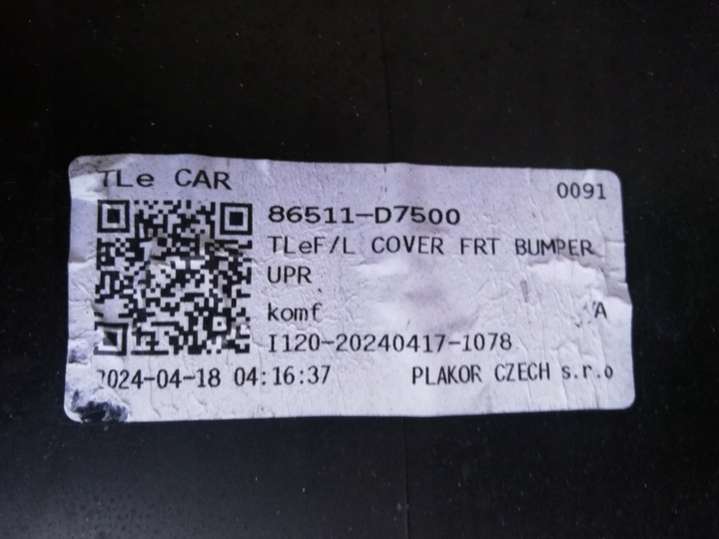 TLe CAR
0091
86511-D7500
TLeF/L COVER FRT BUMPER
UPR
komf A
I120-20240417-1078
2024-04-18 04:16:37 PLAKOR CZECH s.r.o